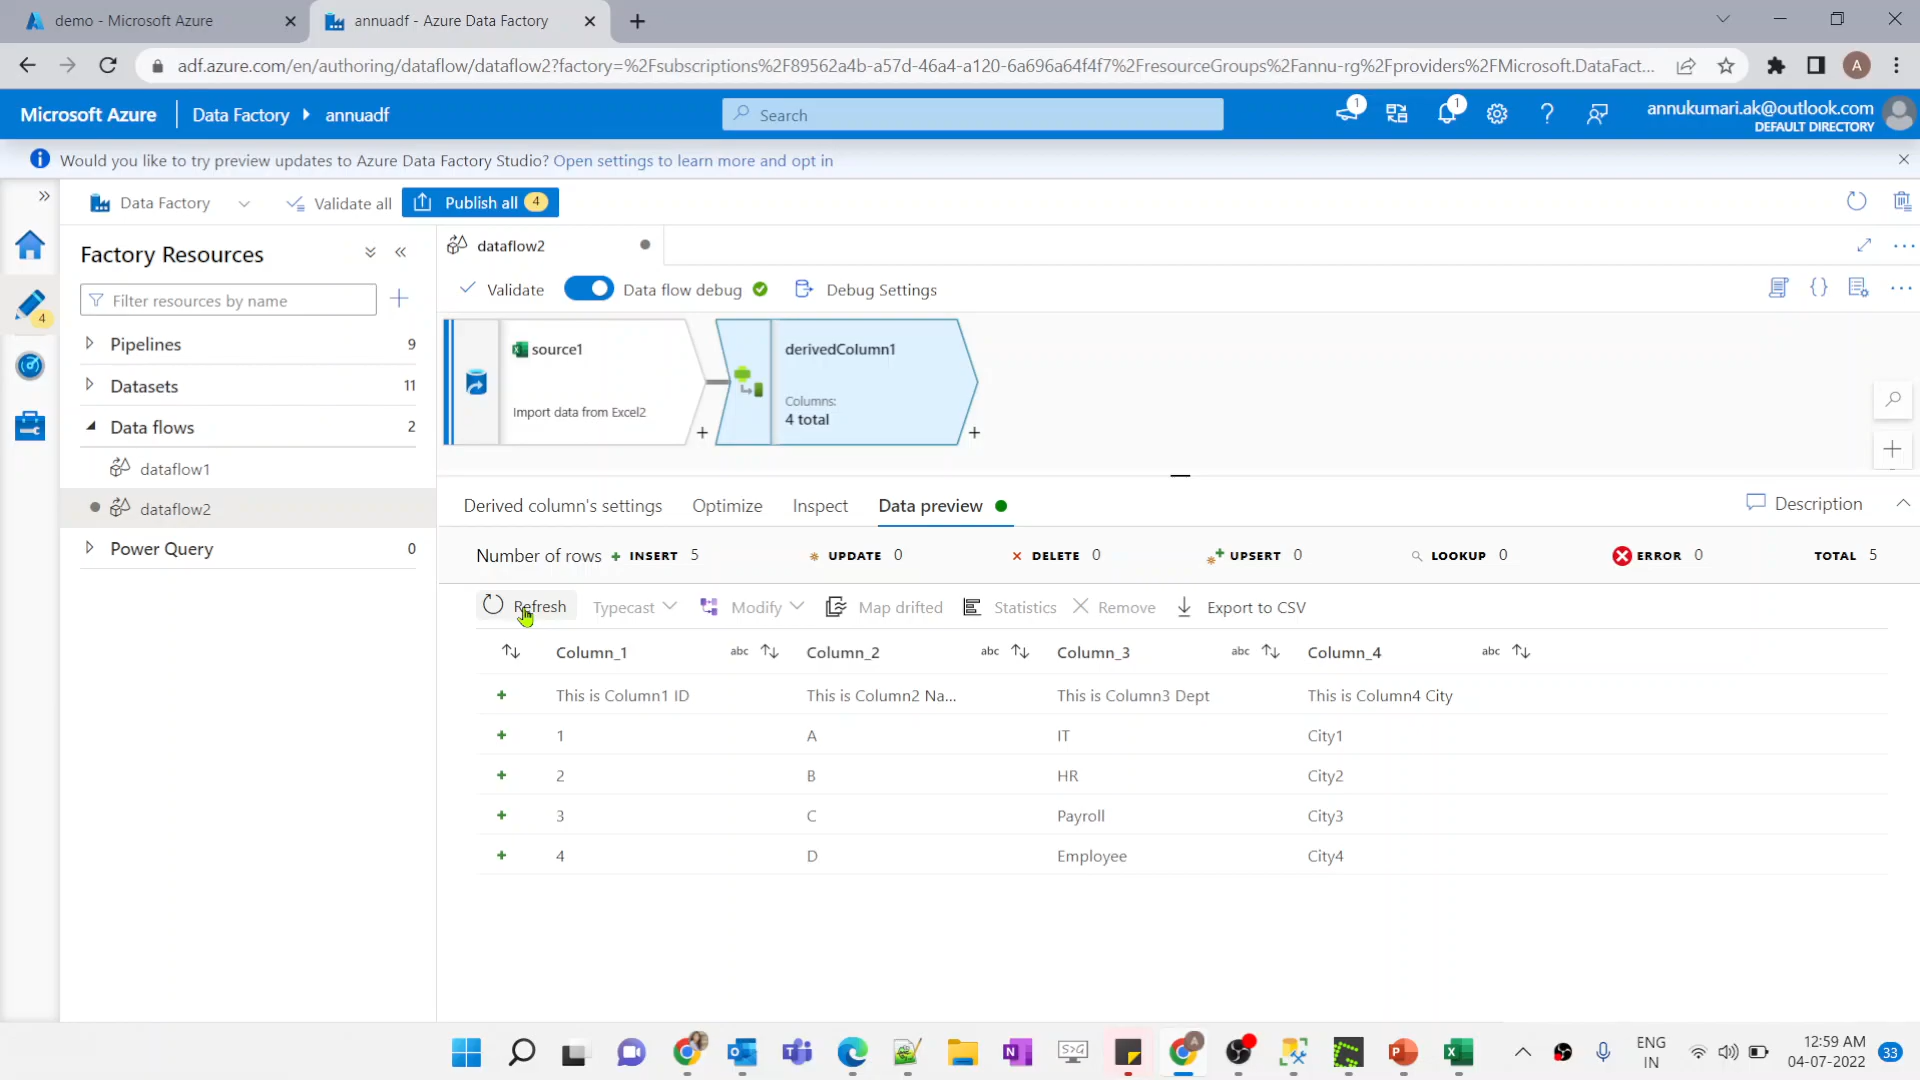 demo - Microsoft Azure
annuadf - Azure Data Factory
adf.azure.com/en/authoring/dataflow/dataflow2?factory=%2Fsubscriptions%2F89562a4b-a57d-46a4-a120-6a696a64f4f7%2FresourceGroups%2Fannu-rg%2Fproviders%2FMicrosoft.DataFact...
A
Microsoft Azure
Data Factory
annuadf
Search
1
1
annukumari.ak@outlook.com
DEFAULT DIRECTORY
Would you like to try preview updates to Azure Data Factory Studio? Open settings to learn more and opt in
Data Factory
Validate all
Publish all 4
4
Factory Resources
Filter resources by name
Pipelines 9
Datasets 11
Data flows 2
dataflow1
dataflow2
Power Query 0
dataflow2
Validate
Data flow debug
Debug Settings
source1
Import data from Excel2
derivedColumn1
Columns:
4 total
Derived column's settings
Optimize
Inspect
Data preview
Description
Number of rows
INSERT 5
UPDATE 0
DELETE 0
UPSERT 0
LOOKUP 0
ERROR 0
TOTAL 5
Refresh
Typecast
Modify
Map drifted
Statistics
Remove
Export to CSV
Column_1 abc
Column_2 abc
Column_3 abc
Column_4 abc
This is Column1 ID
This is Column2 Na...
This is Column3 Dept
This is Column4 City
1 A IT City1
2 B HR City2
3 C Payroll City3
4 D Employee City4
ENG
IN
12:59 AM
04-07-2022
33